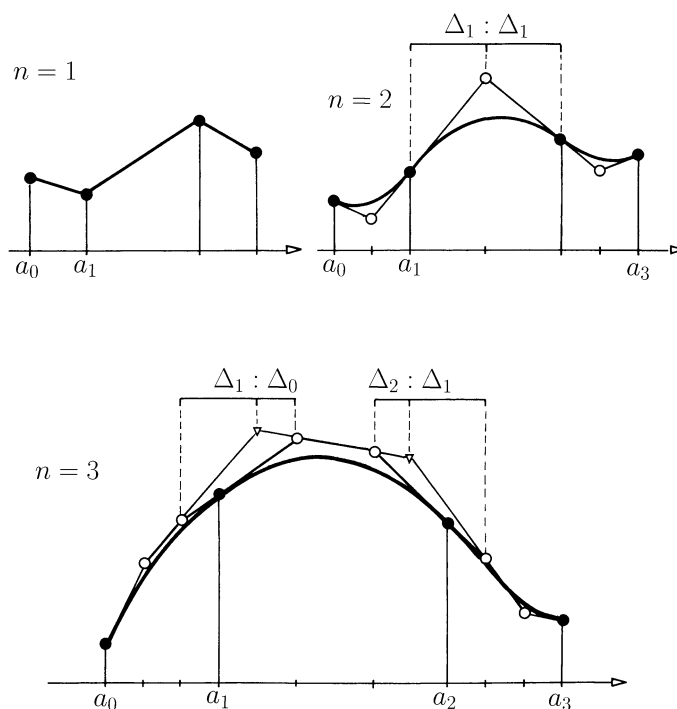 Δ₁ : Δ₁
n = 1
n = 2
a₀ a₁
a₀ a₁ a₃
Δ₁ : Δ₀ Δ₂ : Δ₁
n = 3
a₀ a₁ a₂ a₃